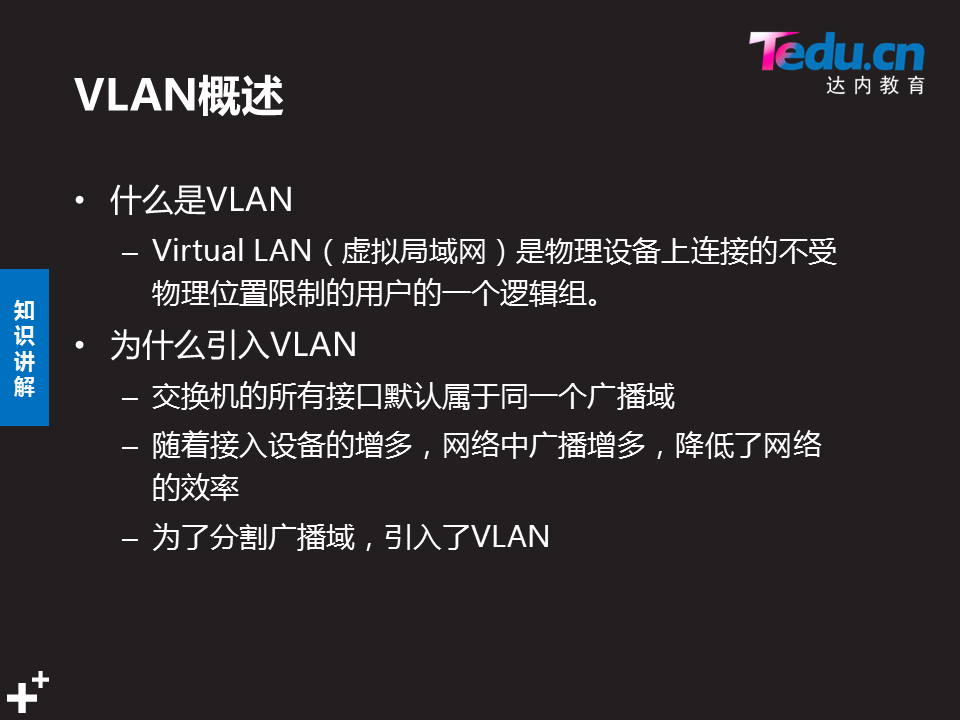 Tedu.cn
达内教育
VLAN概述
• 什么是VLAN
– Virtual LAN（虚拟局域网）是物理设备上连接的不受
物理位置限制的用户的一个逻辑组。
知识讲解
• 为什么引入VLAN
– 交换机的所有接口默认属于同一个广播域
– 随着接入设备的增多，网络中广播增多，降低了网络
的效率
– 为了分割广播域，引入了VLAN